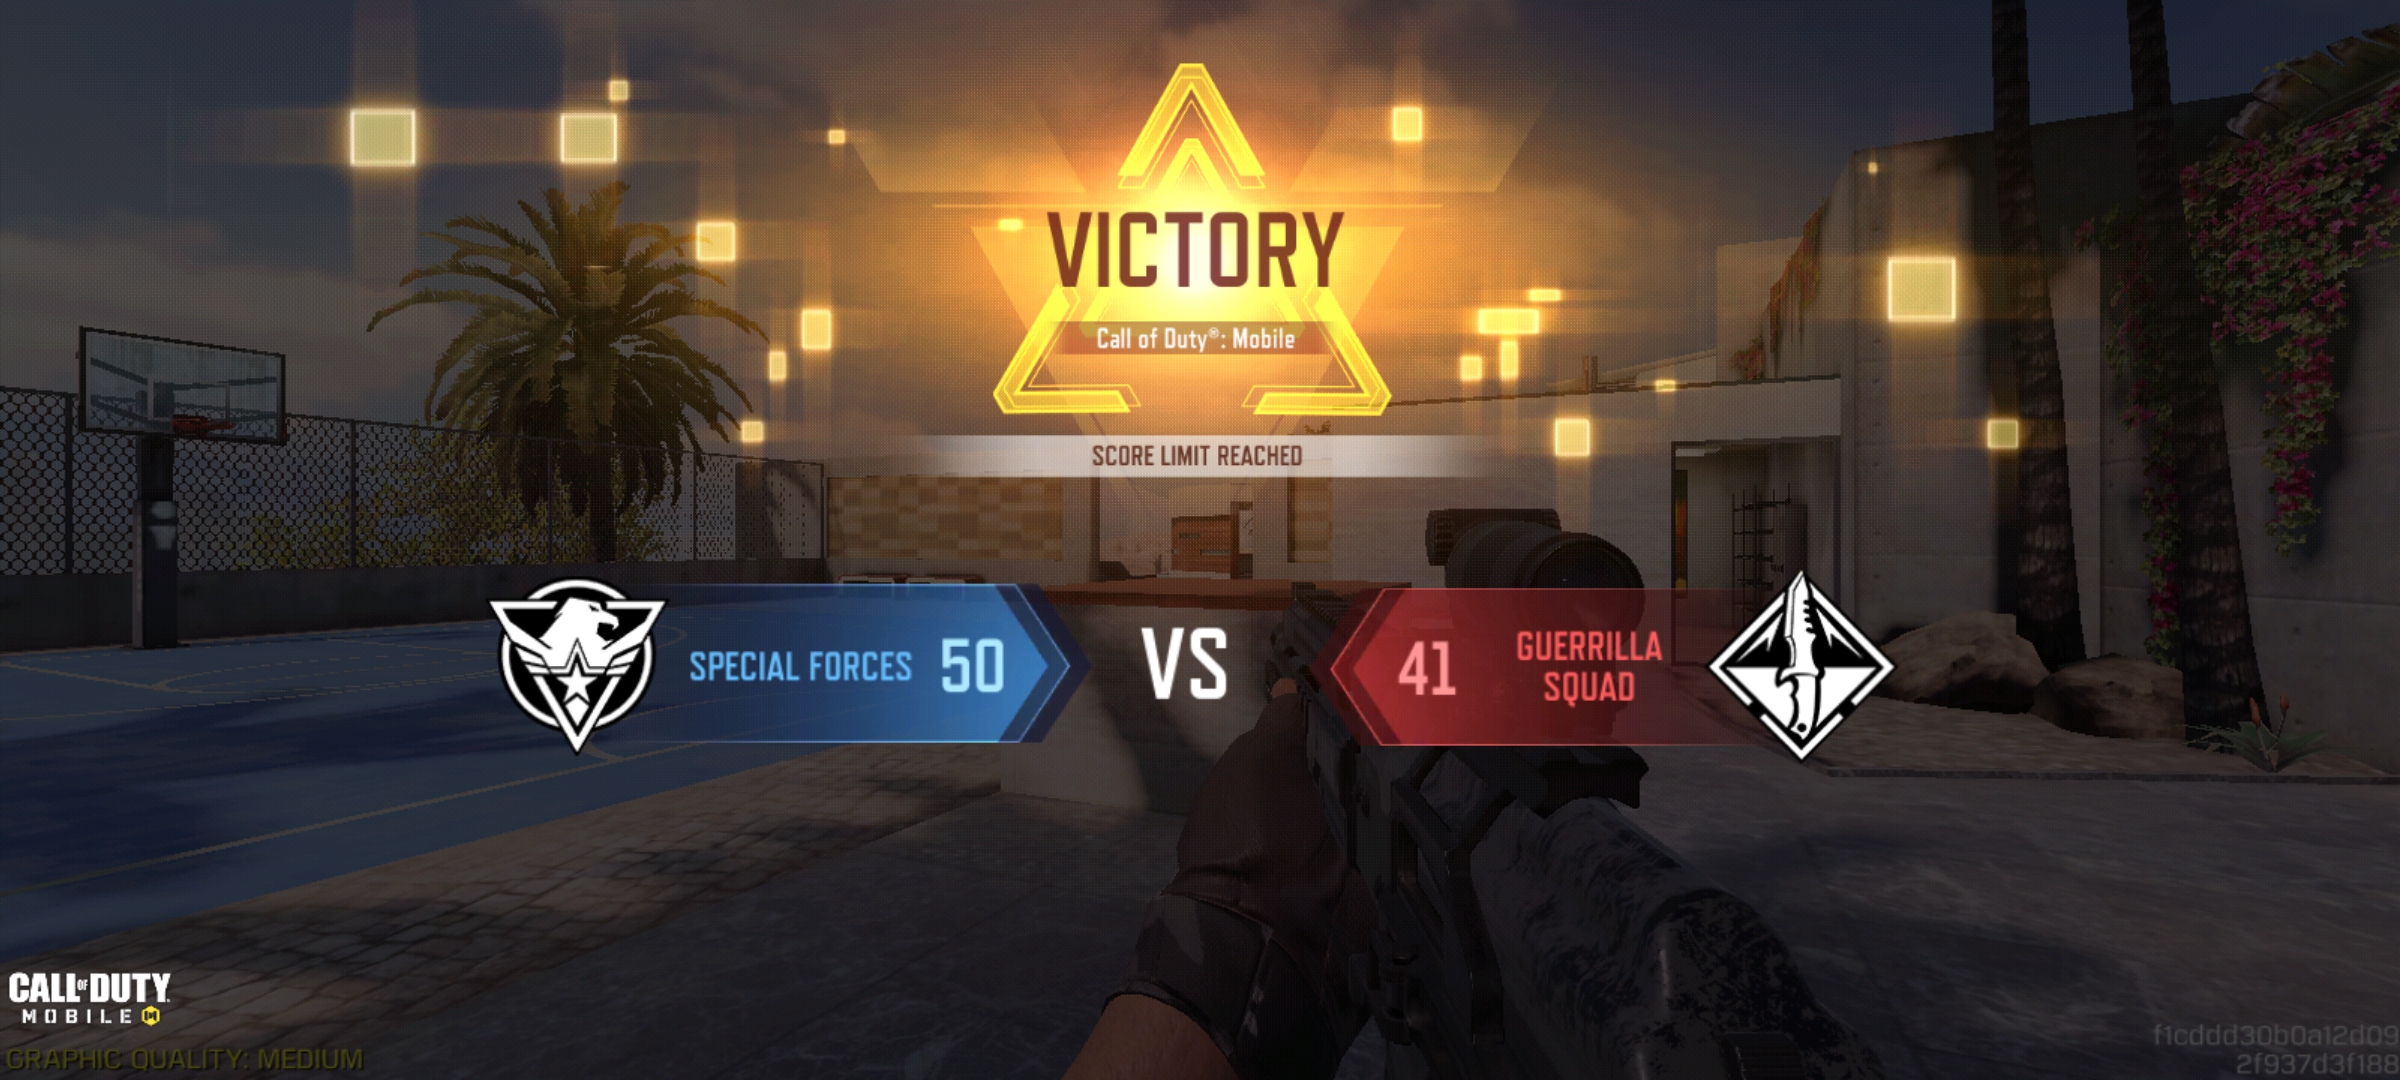 VICTORY
Call of Duty®: Mobile
SCORE LIMIT REACHED
SPECIAL FORCES 50
VS
41
GUERRILLA
SQUAD
CALL OF DUTY
MOBILE
GRAPHIC QUALITY: MEDIUM
f1cddd30b0a12d09
2f937d3f188